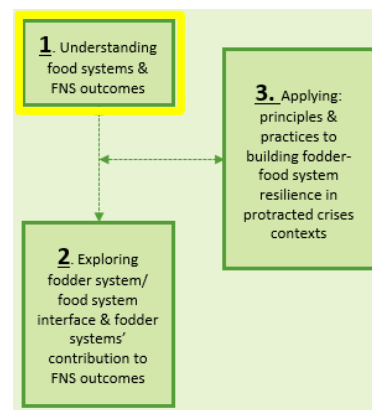 1. Understanding
food systems &
FNS outcomes
3. Applying:
principles &
practices to
building fodder-
food system
resilience in
protracted crises
contexts
2. Exploring
fodder system/
food system
interface & fodder
systems’
contribution to
FNS outcomes